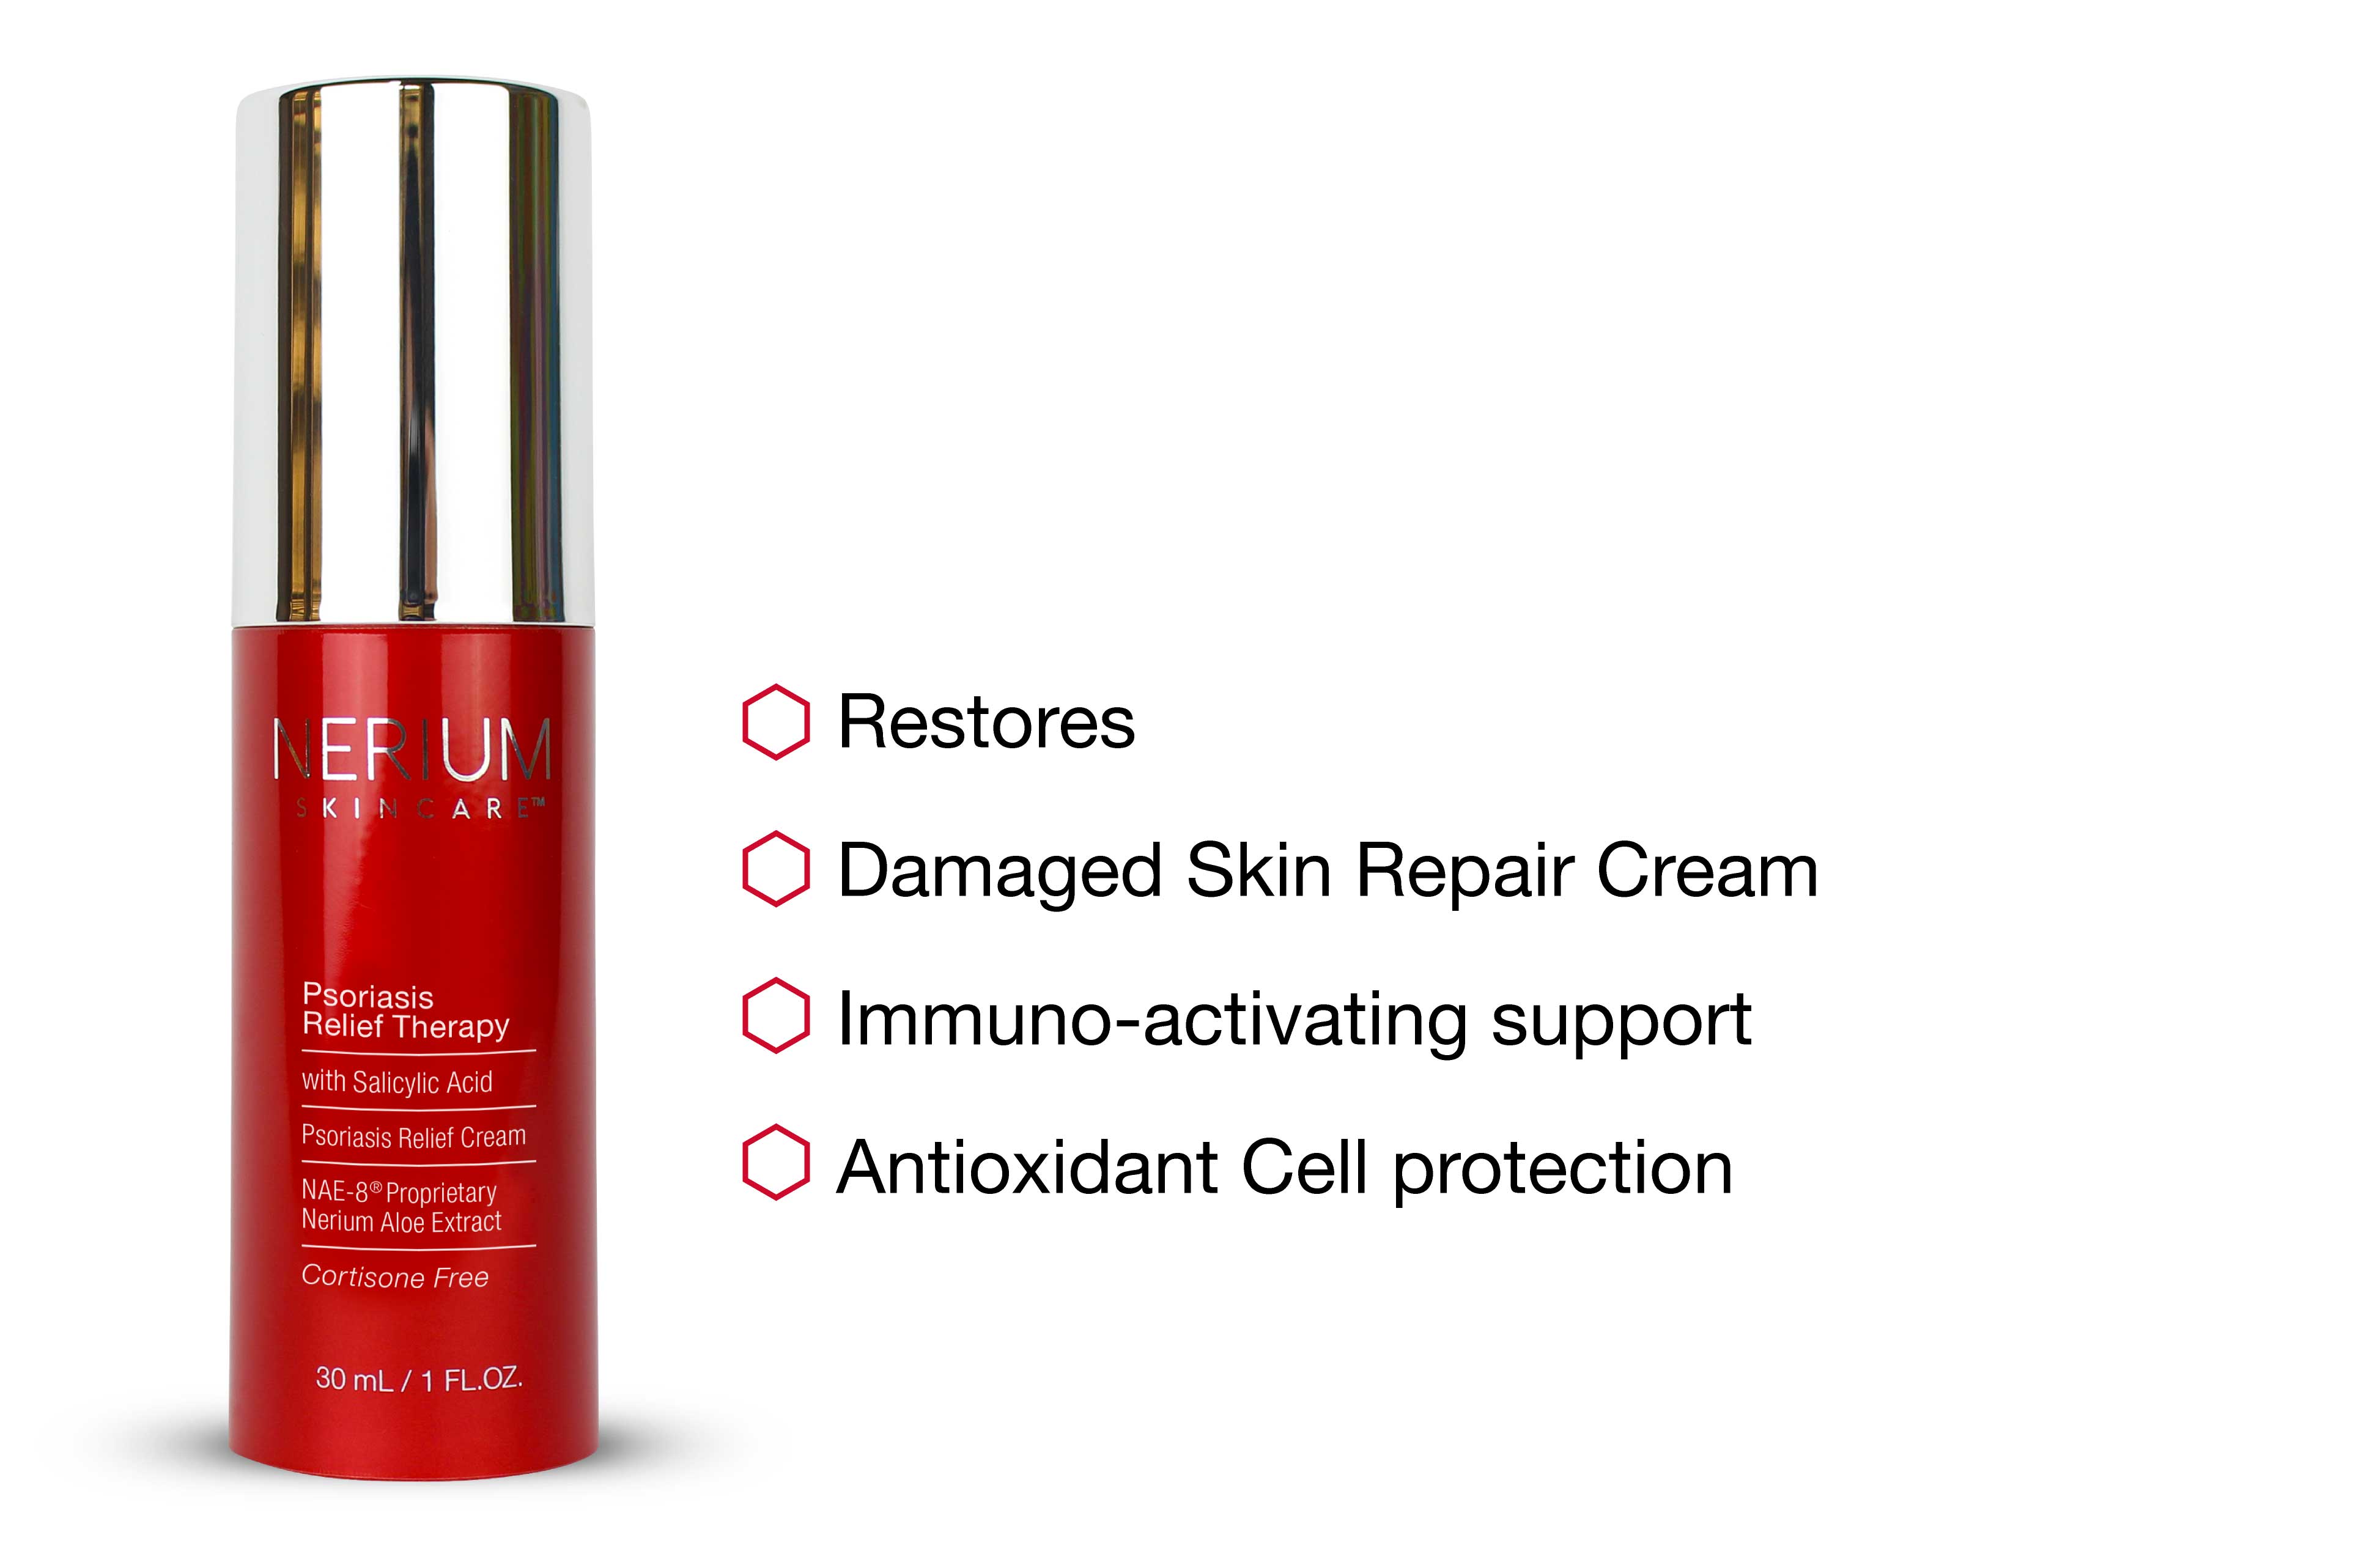 NERIUM
SKINCARE™
Psoriasis
Relief Therapy
with Salicylic Acid
Psoriasis Relief Cream
NAE-8® Proprietary
Nerium Aloe Extract
Cortisone Free
30 mL / 1 FL.OZ.
Restores
Damaged Skin Repair Cream
Immuno-activating support
Antioxidant Cell protection